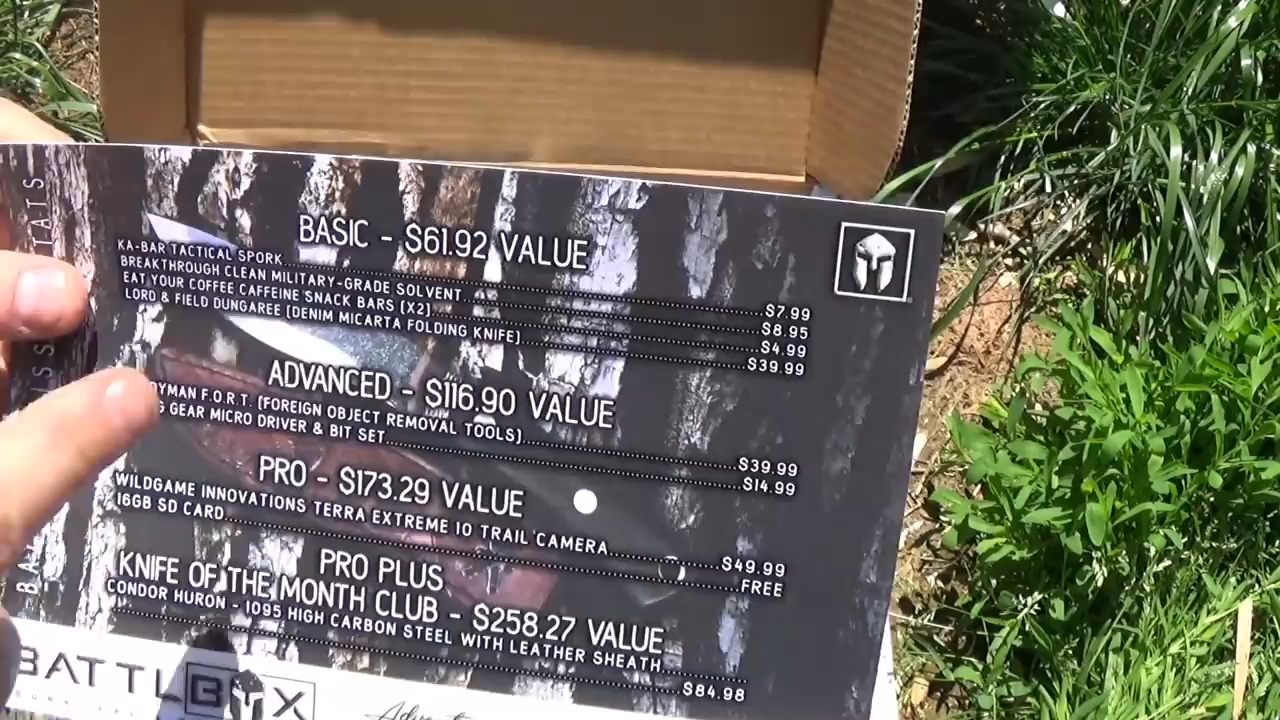 BASIC - $61.92 VALUE
KA-BAR TACTICAL SPORK $7.99
BREAKTHROUGH CLEAN MILITARY-GRADE SOLVENT $8.95
EAT YOUR COFFEE CAFFEINE SNACK BARS (X2) $4.99
LORD & FIELD DUNGAREE (DENIM MICARTA FOLDING KNIFE) $39.99
ADVANCED - $116.90 VALUE
F.O.R.T. (FOREIGN OBJECT REMOVAL TOOLS) $39.99
GEAR MICRO DRIVER & BIT SET $14.99
PRO - $173.29 VALUE
WILDGAME INNOVATIONS TERRA EXTREME 10 TRAIL CAMERA $49.99
16GB SD CARD FREE
PRO PLUS
KNIFE OF THE MONTH CLUB - $258.27 VALUE
CONDOR HURON - 1095 HIGH CARBON STEEL WITH LEATHER SHEATH $84.98
BATTLBOX